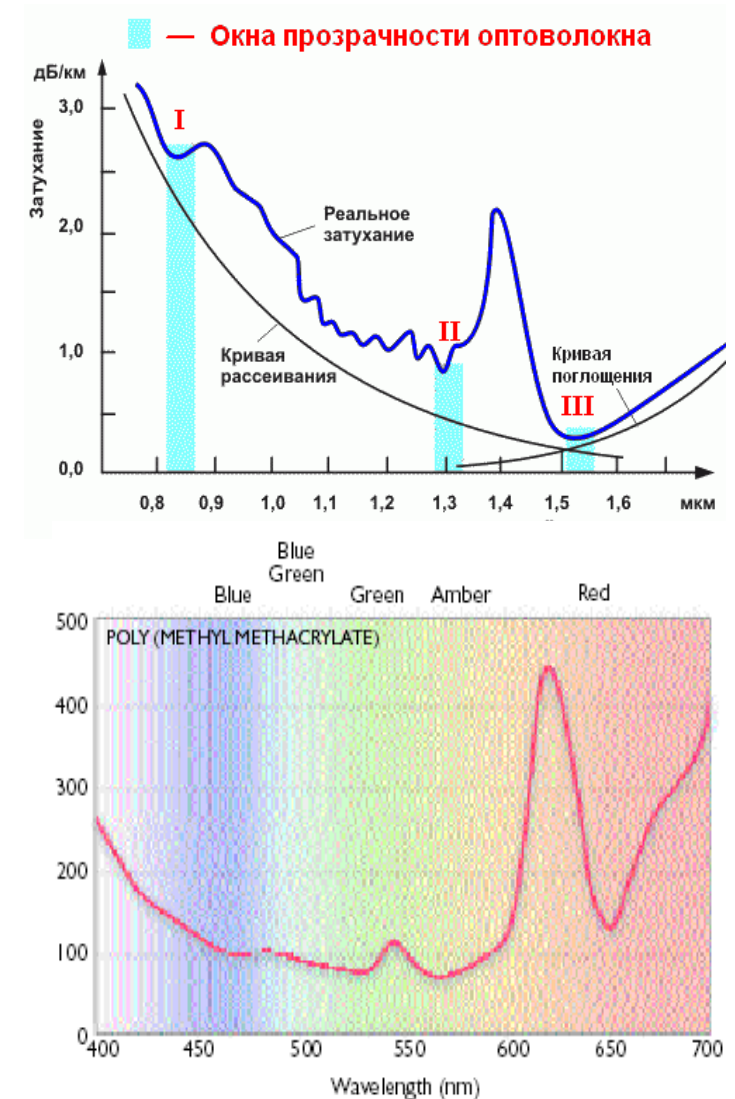 — Окна прозрачности оптоволокна
дБ/км
Затухание
3,0
2,0
1,0
0,0
I
II
III
Реальное
затухание
Кривая
рассеивания
Кривая
поглощения
0,8 0,9 1,0 1,1 1,2 1,3 1,4 1,5 1,6 мкм
Blue
Green
Blue Green Amber Red
POLY (METHYL METHACRYLATE)
500
400
300
200
100
0
400 450 500 550 600 650 700
Wavelength (nm)